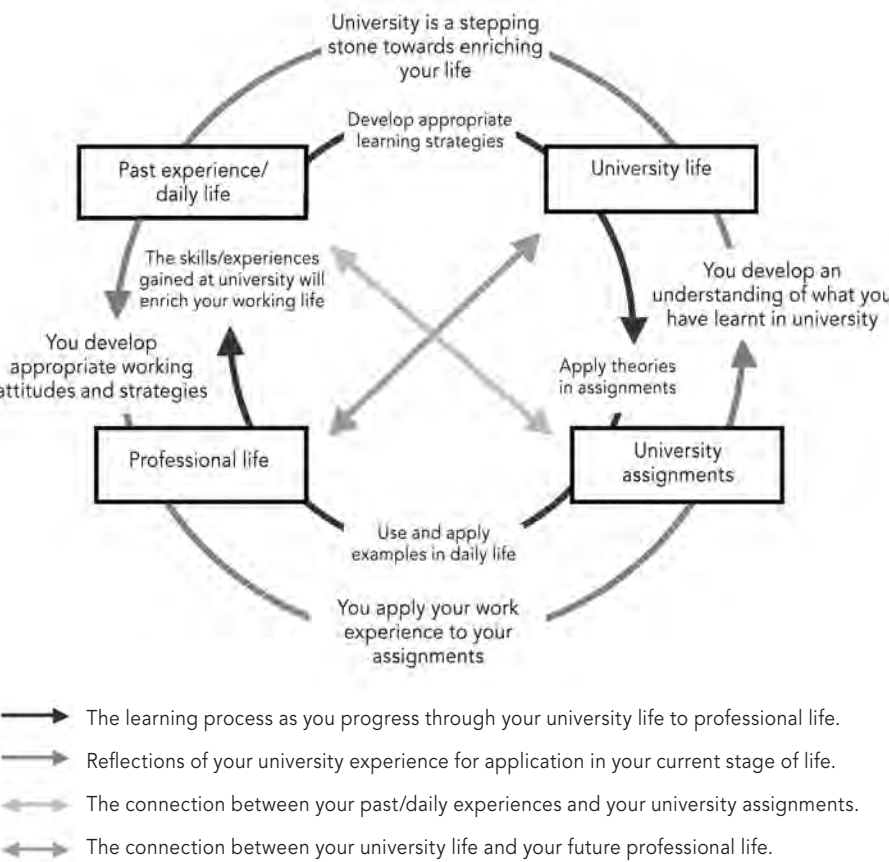 University is a stepping
stone towards enriching
your life
Develop appropriate
learning strategies
Past experience/
daily life
University life
The skills/experiences
gained at university will
enrich your working life
You develop an
understanding of what you
have learnt in university
You develop
appropriate working
attitudes and strategies
Apply theories
in assignments
Professional life
University
assignments
Use and apply
examples in daily life
You apply your work
experience to your
assignments
The learning process as you progress through your university life to professional life.
Reflections of your university experience for application in your current stage of life.
The connection between your past/daily experiences and your university assignments.
The connection between your university life and your future professional life.